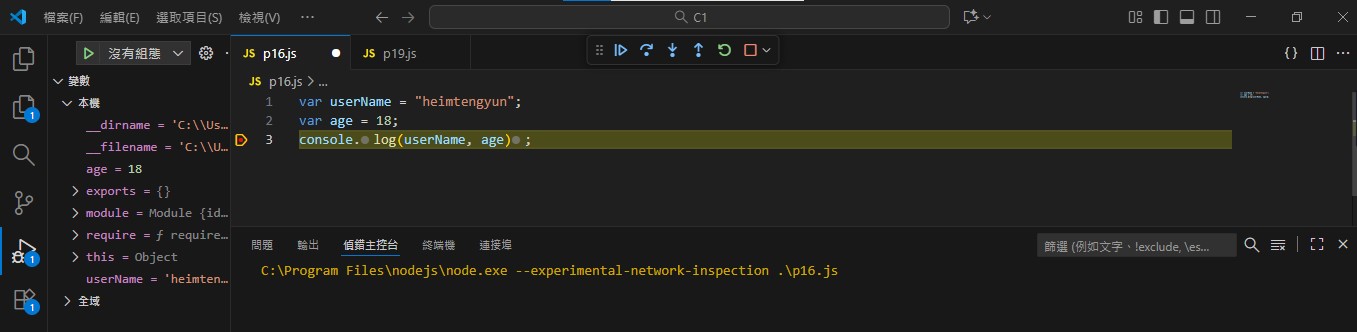 檔案(F) 編輯(E) 選取項目(S) 檢視(V) ··· C1
沒有組態
JS p16.js
JS p19.js
變數
JS p16.js > ...
本機
1 var userName = "heimtengyun";
__dirname = 'C:\\Us…
2 var age = 18;
__filename = 'C:\\U…
3 console.log(userName, age);
age = 18
exports = {}
module = Module {id…
require = ƒ require…
this = Object
userName = 'heimten…
全域
問題 輸出 偵錯主控台 終端機 連接埠
篩選 (例如文字、!exclude, \es...
C:\Program Files\nodejs\node.exe --experimental-network-inspection .\p16.js
1
1
1